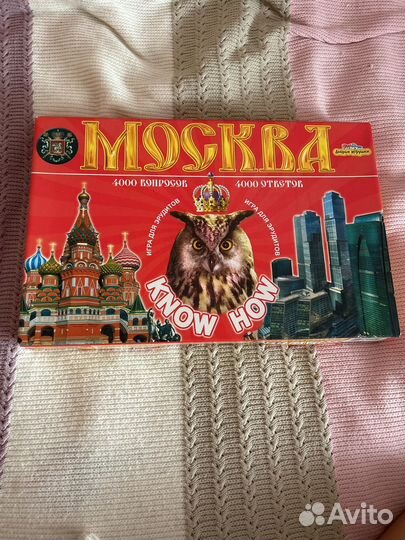 МОСКВА
4000 ВОПРОСОВ 4000 ОТВЕТОВ
ИГРА ДЛЯ ЭРУДИТОВ
ИГРА ДЛЯ ЭРУДИТОВ
KNOW HOW
Avito